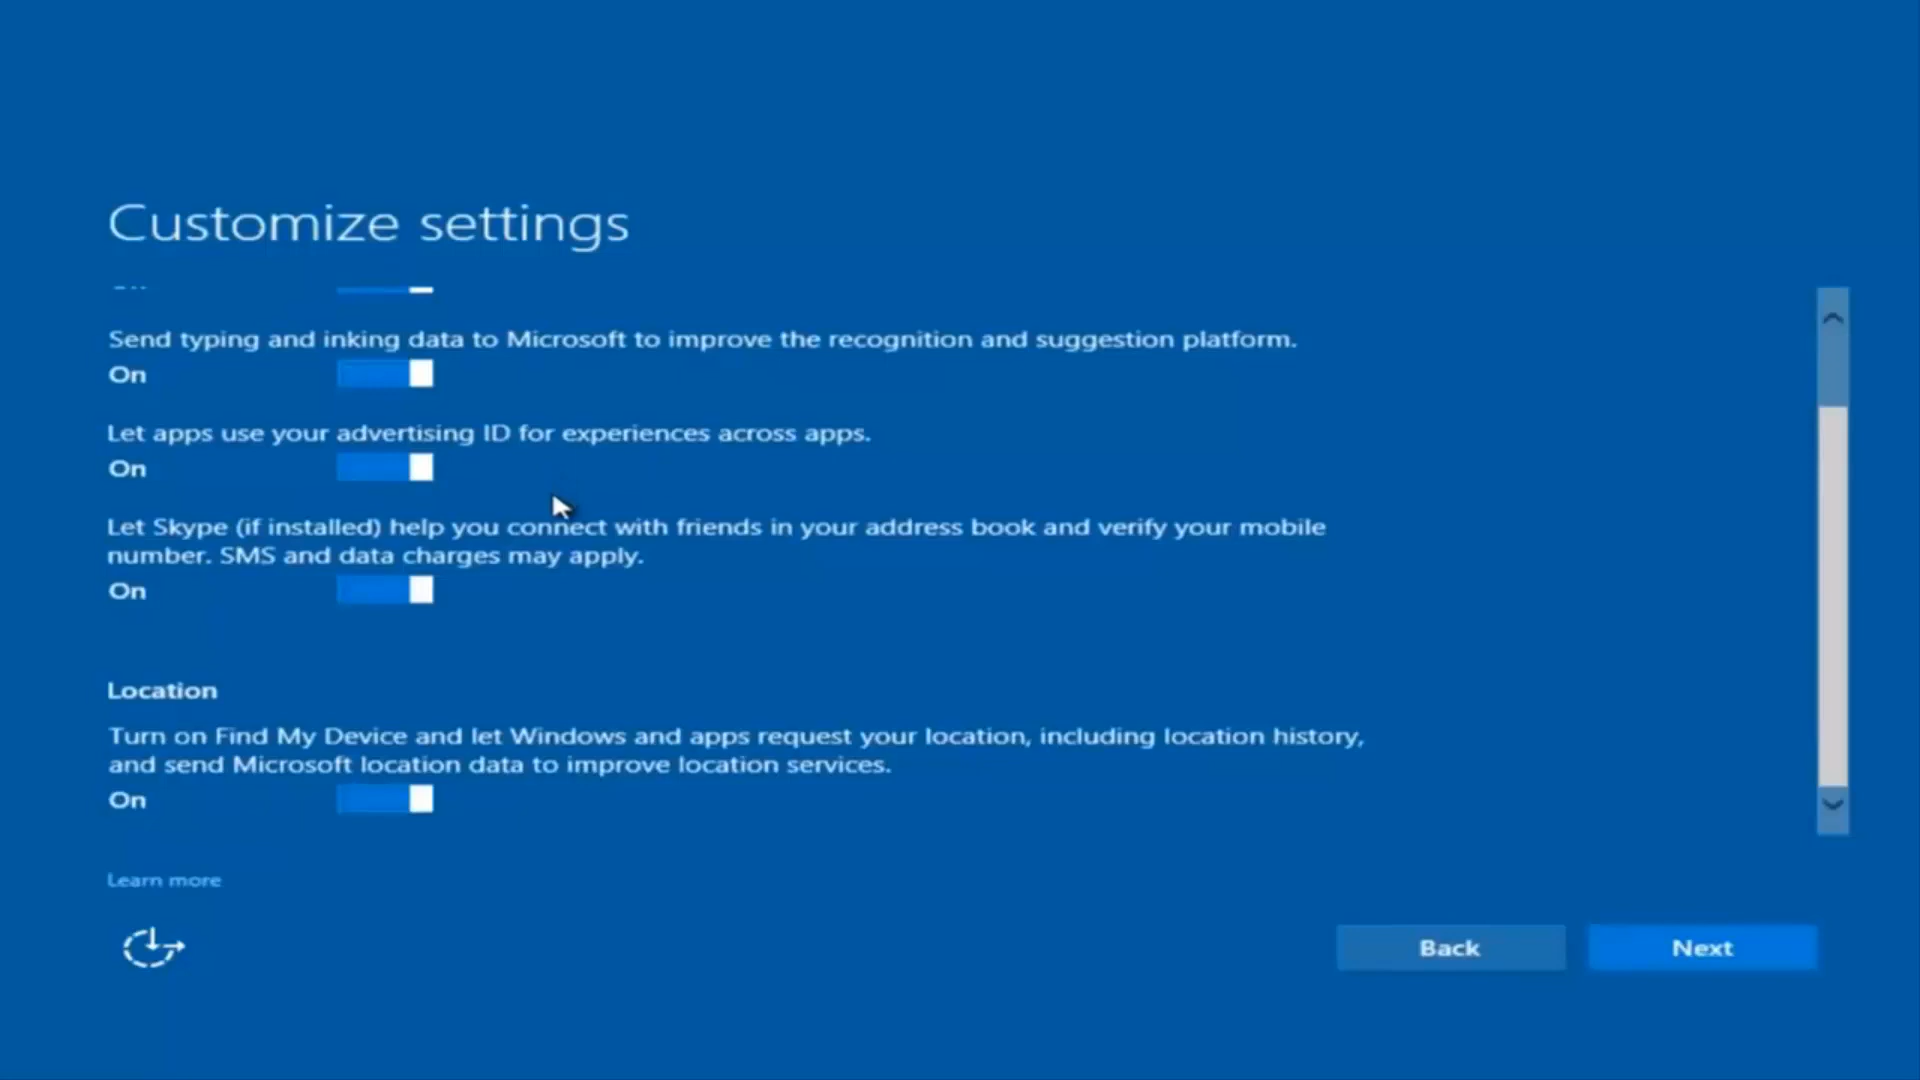 Customize settings
Send typing and inking data to Microsoft to improve the recognition and suggestion platform.
On
Let apps use your advertising ID for experiences across apps.
On
Let Skype (if installed) help you connect with friends in your address book and verify your mobile
number. SMS and data charges may apply.
On
Location
Turn on Find My Device and let Windows and apps request your location, including location history,
and send Microsoft location data to improve location services.
On
Learn more
Back
Next